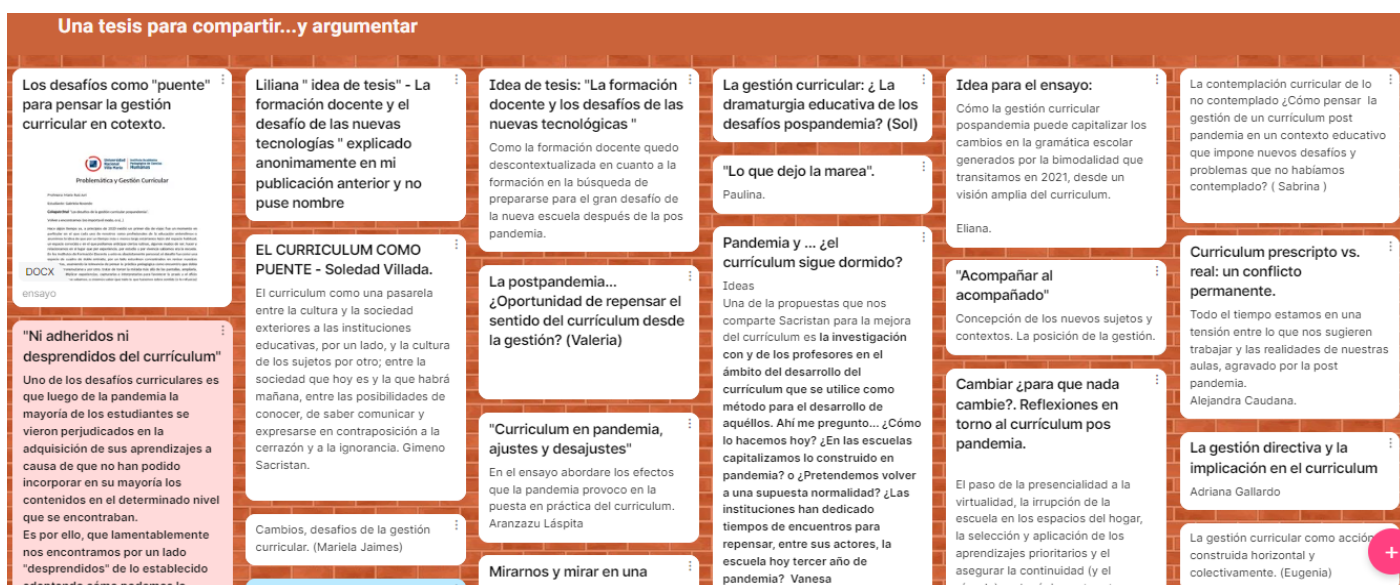 Una tesis para compartir...y argumentar
Los desafíos como "puente"
para pensar la gestión
curricular en cotexto.
Universidad
Nacional
Villa María
Humanas
Problemática y Gestión Curricular
DOCX
ensayo
"Ni adheridos ni
desprendidos del currículum"
Uno de los desafíos curriculares es
que luego de la pandemia la
mayoría de los estudiantes se
vieron perjudicados en la
adquisición de sus aprendizajes a
causa de que no han podido
incorporar en su mayoría los
contenidos en el determinado nivel
que se encontraban.
Es por ello, que lamentablemente
nos encontramos por un lado
"desprendidos" de lo establecido
adoptando cómo podemos la
Liliana " idea de tesis" - La
formación docente y el
desafío de las nuevas
tecnologías " explicado
anonimamente en mi
publicación anterior y no
puse nombre
EL CURRICULUM COMO
PUENTE - Soledad Villada.
El curriculum como una pasarela
entre la cultura y la sociedad
exteriores a las instituciones
educativas, por un lado, y la cultura
de los sujetos por otro; entre la
sociedad que hoy es y la que habrá
mañana, entre las posibilidades de
conocer, de saber comunicar y
expresarse en contraposición a la
cerrazón y a la ignorancia. Gimeno
Sacristan.
Cambios, desafios de la gestión
curricular. (Mariela Jaimes)
Idea de tesis: "La formación
docente y los desafíos de las
nuevas tecnológicas "
Como la formación docente quedo
descontextualizada en cuanto a la
formación en la búsqueda de
prepararse para el gran desafío de
la nueva escuela después de la pos
pandemia.
La postpandemia...
¿Oportunidad de repensar el
sentido del currículum desde
la gestión? (Valeria)
"Curriculum en pandemia,
ajustes y desajustes"
En el ensayo abordare los efectos
que la pandemia provoco en la
puesta en práctica del curriculum.
Aranzazu Láspita
Mirarnos y mirar en una
La gestión curricular: ¿ La
dramaturgia educativa de los
desafíos pospandemia? (Sol)
"Lo que dejo la marea".
Paulina.
Pandemia y ... ¿el
currículum sigue dormido?
Ideas
Una de la propuestas que nos
comparte Sacristan para la mejora
del currículum es la investigación
con y de los profesores en el
ámbito del desarrollo del
currículum que se utilice como
método para el desarrollo de
aquéllos. Ahí me pregunto... ¿Cómo
lo hacemos hoy? ¿En las escuelas
capitalizamos lo construido en
pandemia? o ¿Pretendemos volver
a una supuesta normalidad? ¿Las
instituciones han dedicado
tiempos de encuentros para
repensar, entre sus actores, la
escuela hoy tercer año de
pandemia? Vanesa
Idea para el ensayo:
Cómo la gestión curricular
pospandemia puede capitalizar los
cambios en la gramática escolar
generados por la bimodalidad que
transitamos en 2021, desde un
visión amplia del curriculum.
Eliana.
"Acompañar al
acompañado"
Concepción de los nuevos sujetos y
contextos. La posición de la gestión.
Cambiar ¿para que nada
cambie?. Reflexiones en
torno al currículum pos
pandemia.
El paso de la presencialidad a la
virtualidad, la irrupción de la
escuela en los espacios del hogar,
la selección y aplicación de los
aprendizajes prioritarios y el
asegurar la continuidad (y el
La contemplación curricular de lo
no contemplado ¿Cómo pensar la
gestión de un currículum post
pandemia en un contexto educativo
que impone nuevos desafíos y
problemas que no habíamos
contemplado? ( Sabrina )
Curriculum prescripto vs.
real: un conflicto
permanente.
Todo el tiempo estamos en una
tensión entre lo que nos sugieren
trabajar y las realidades de nuestras
aulas, agravado por la post
pandemia.
Alejandra Caudana.
La gestión directiva y la
implicación en el curriculum
Adriana Gallardo
La gestión curricular como acción
construida horizontal y
colectivamente. (Eugenia)